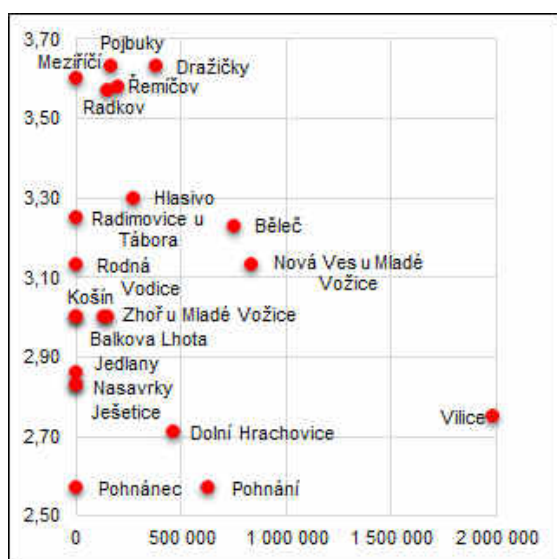 3,70
Pojbuky
Meziříčí
Dražičky
Řemíčov
Radkov
3,50
3,30
Hlasivo
Radimovice u
Tábora
Běleč
3,10
Rodná
Nová Ves u Mladé
Vožice
Vodice
Košín
Zhoř u Mladé Vožice
Balkova Lhota
2,90
Jedlany
Nasavrky
Ješetice
Vilice
2,70
Dolní Hrachovice
Pohnánec
Pohnání
2,50
0
500 000
1 000 000
1 500 000
2 000 000